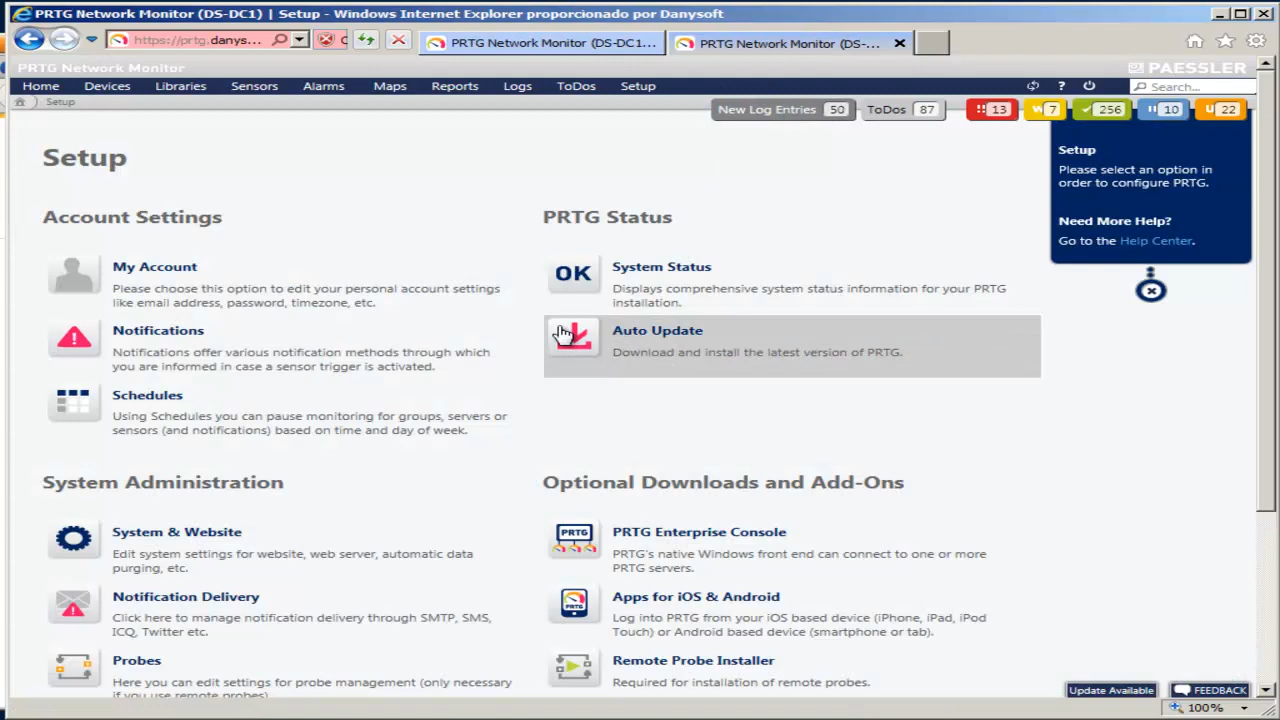 PRTG Network Monitor (DS-DC1) | Setup - Windows Internet Explorer proporcionado por Danysoft
https://prtg.danys...
PRTG Network Monitor (DS-DC1...
PRTG Network Monitor (DS-...
PRTG Network Monitor
PAESSLER
Home Devices Libraries Sensors Alarms Maps Reports Logs ToDos Setup
? Search...
Setup
New Log Entries 50 ToDos 87 !! 13 W 7 256 II 10 U 22
Setup
Please select an option in
order to configure PRTG.
Need More Help?
Go to the Help Center.
Setup
Account Settings
My Account
Please choose this option to edit your personal account settings
like email address, password, timezone, etc.
Notifications
Notifications offer various notification methods through which
you are informed in case a sensor trigger is activated.
Schedules
Using Schedules you can pause monitoring for groups, servers or
sensors (and notifications) based on time and day of week.
PRTG Status
OK
System Status
Displays comprehensive system status information for your PRTG
installation.
Auto Update
Download and install the latest version of PRTG.
System Administration
System & Website
Edit system settings for website, web server, automatic data
purging, etc.
Notification Delivery
Click here to manage notification delivery through SMTP, SMS,
ICQ, Twitter etc.
Probes
Here you can edit settings for probe management (only necessary
if you use remote probes)
Optional Downloads and Add-Ons
PRTG
PRTG Enterprise Console
PRTG's native Windows front end can connect to one or more
PRTG servers.
PRTG
Apps for iOS & Android
Log into PRTG from your iOS based device (iPhone, iPad, iPod
Touch) or Android based device (smartphone or tab).
Remote Probe Installer
Required for installation of remote probes.
Update Available FEEDBACK
100%